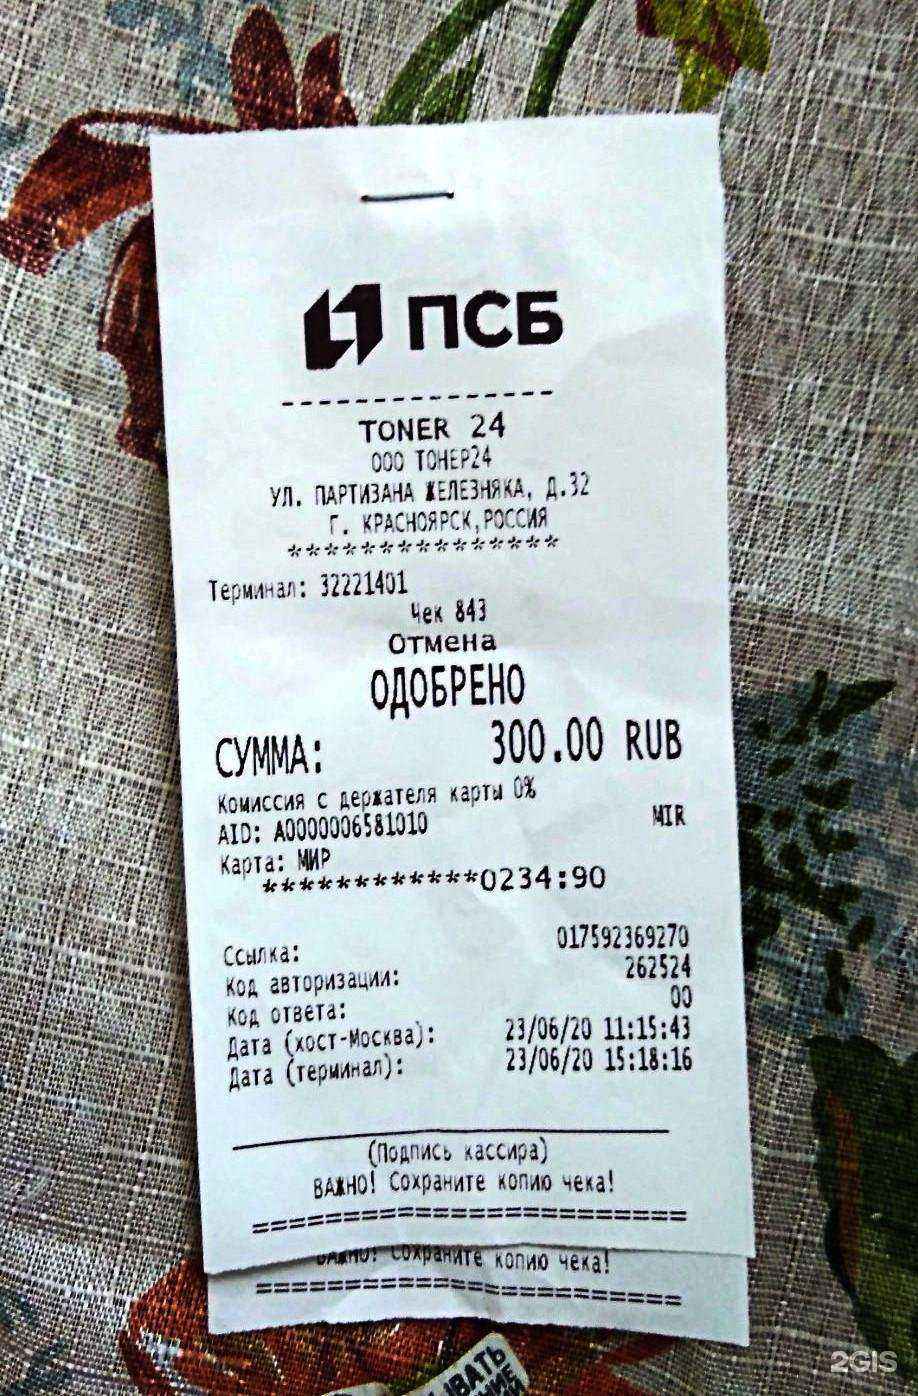 ПСБ
---------------
TONER 24
ООО ТОНЕР24
УЛ. ПАРТИЗАНА ЖЕЛЕЗНЯКА, Д.32
Г. КРАСНОЯРСК,РОССИЯ
***************
Терминал: 32221401
Чек 843
Отмена
ОДОБРЕНО
СУММА: 300.00 RUB
Комиссия с держателя карты 0%
AID: A0000006581010 MIR
Карта: МИР
************0234:90
Ссылка: 017592369270
Код авторизации: 262524
Код ответа: 00
Дата (хост-Москва): 23/06/20 11:15:43
Дата (терминал): 23/06/20 15:18:16
(Подпись кассира)
ВАЖНО! Сохраните копию чека!
==============================
ВАЖНО! Сохраните копию чека!
==============================
2GIS